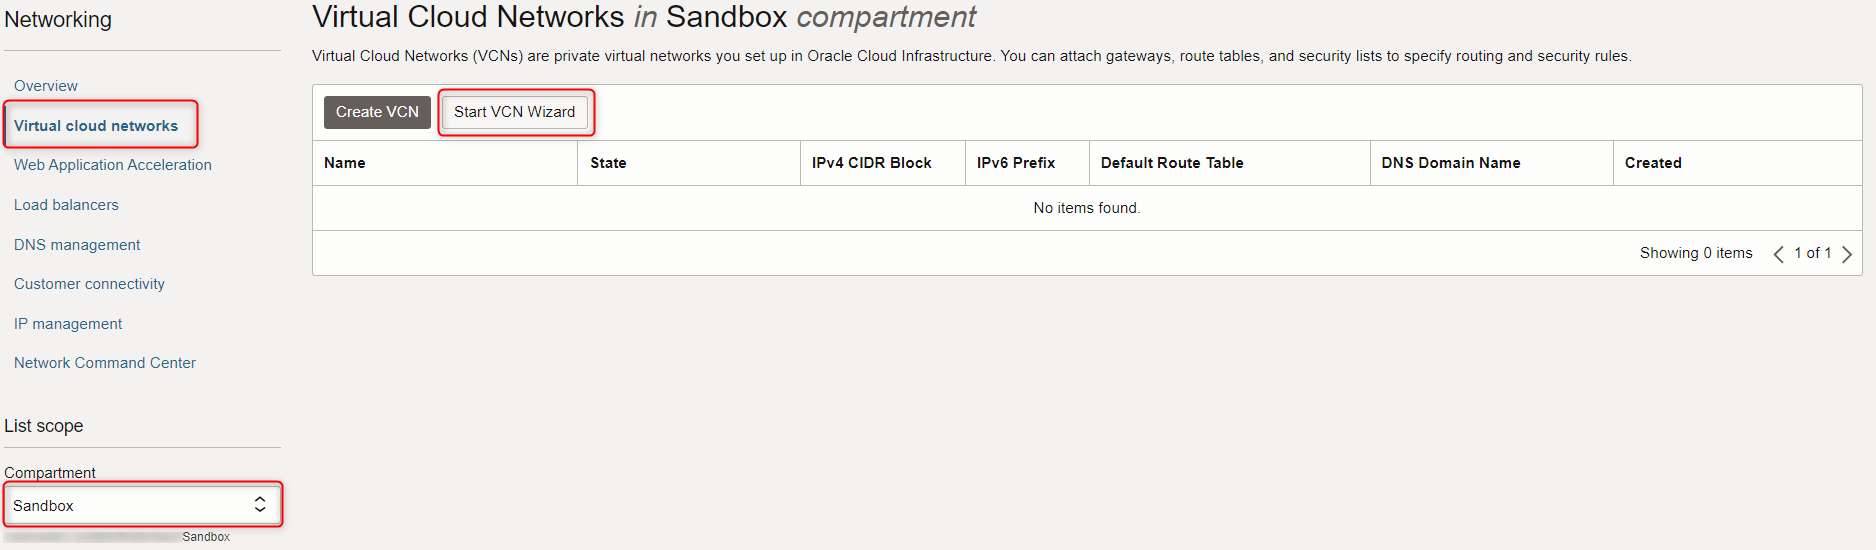 Networking
Overview
Virtual cloud networks
Web Application Acceleration
Load balancers
DNS management
Customer connectivity
IP management
Network Command Center
List scope
Compartment
Sandbox
Sandbox
Virtual Cloud Networks in Sandbox compartment
Virtual Cloud Networks (VCNs) are private virtual networks you set up in Oracle Cloud Infrastructure. You can attach gateways, route tables, and security lists to specify routing and security rules.
Create VCN Start VCN Wizard
Name State IPv4 CIDR Block IPv6 Prefix Default Route Table DNS Domain Name Created
No items found.
Showing 0 items 1 of 1